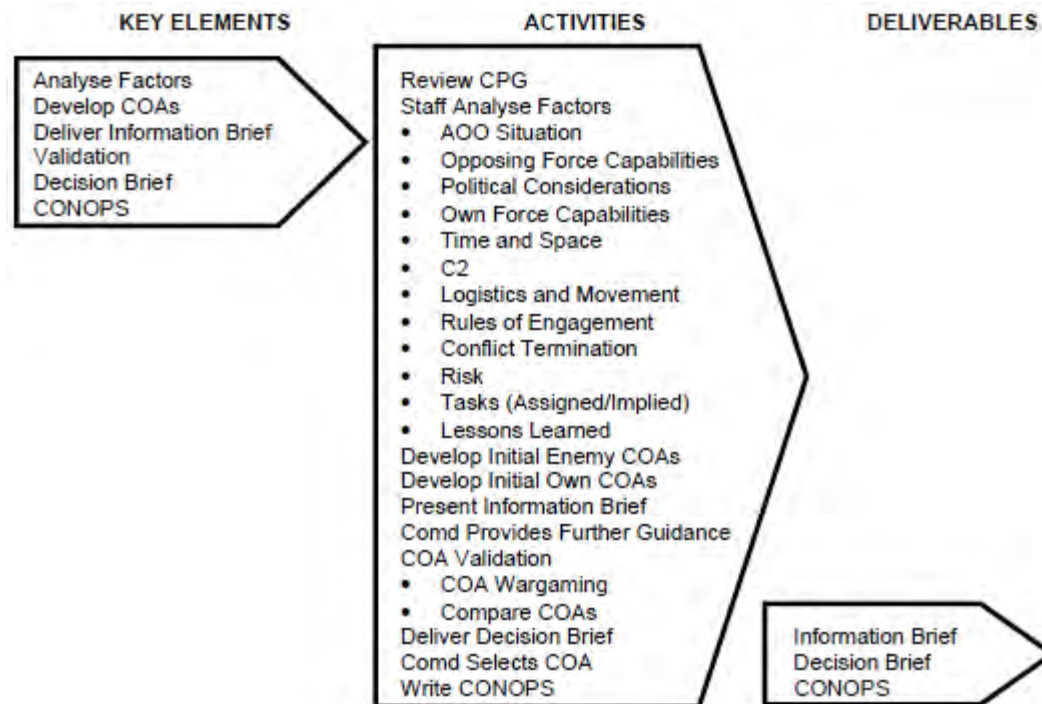 KEY ELEMENTS
ACTIVITIES
DELIVERABLES
Analyse Factors
Develop COAs
Deliver Information Brief
Validation
Decision Brief
CONOPS
Review CPG
Staff Analyse Factors
• AOO Situation
• Opposing Force Capabilities
• Political Considerations
• Own Force Capabilities
• Time and Space
• C2
• Logistics and Movement
• Rules of Engagement
• Conflict Termination
• Risk
• Tasks (Assigned/Implied)
• Lessons Learned
Develop Initial Enemy COAs
Develop Initial Own COAs
Present Information Brief
Comd Provides Further Guidance
COA Validation
• COA Wargaming
• Compare COAs
Deliver Decision Brief
Comd Selects COA
Write CONOPS
Information Brief
Decision Brief
CONOPS